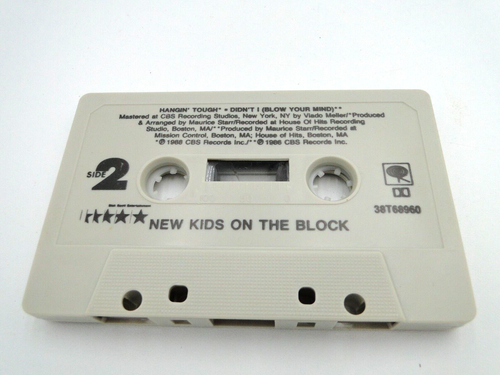 HANGIN' TOUGH* • DIDN'T I (BLOW YOUR MIND)**
Mastered at CBS Recording Studios, New York, NY by Vlado Meller/*Produced
& Arranged by Maurice Starr/Recorded at House Of Hits Recording
Studio, Boston, MA/**Produced by Maurice Starr/Recorded at
Mission Control, Boston, MA; House of Hits, Boston, MA
*℗ 1988 CBS Records Inc./**℗ 1986 CBS Records Inc.
SIDE 2
38T68960
NEW KIDS ON THE BLOCK